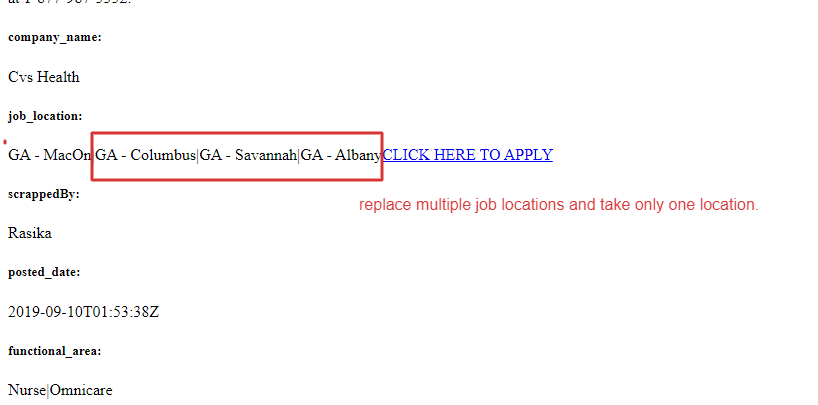 at 1-877-967-5552.
company_name:
Cvs Health
job_location:
GA - MacOn|GA - Columbus|GA - Savannah|GA - AlbanyCLICK HERE TO APPLY
scrappedBy:
replace multiple job locations and take only one location.
Rasika
posted_date:
2019-09-10T01:53:38Z
functional_area:
Nurse|Omnicare